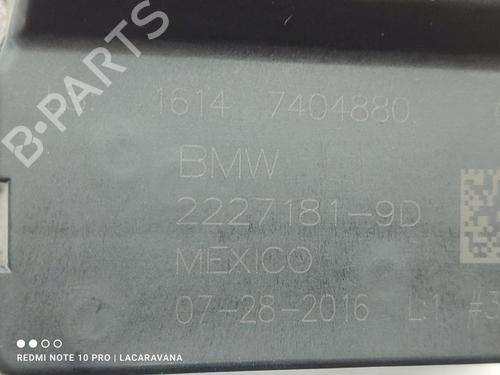 B-PARTS
1614 7404880
BMW
2227181-9D
MEXICO
07-28-2016 L1 #3
REDMI NOTE 10 PRO | LACARAVANA